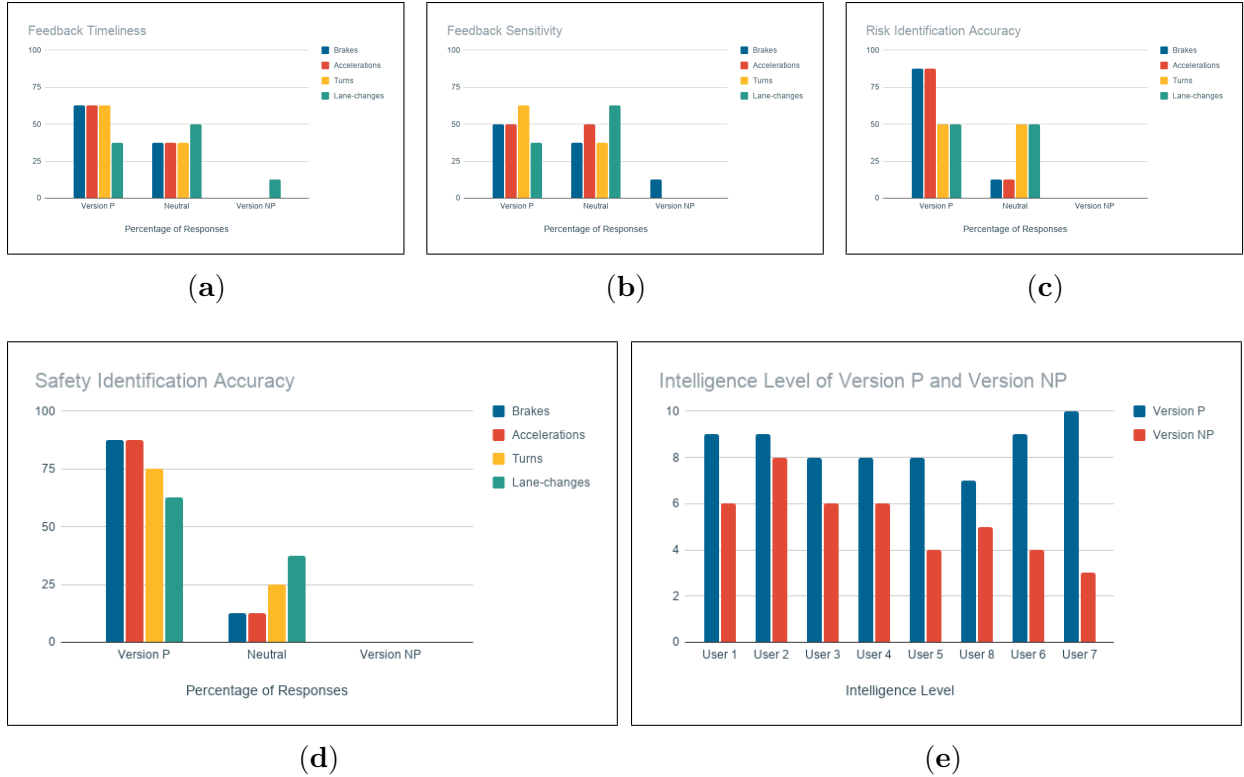 Feedback Timeliness
100
75
50
25
0
Version P Neutral Version NP
Percentage of Responses
Brakes
Accelerations
Turns
Lane-changes
(a)
Feedback Sensitivity
100
75
50
25
0
Version P Neutral Version NP
Percentage of Responses
Brakes
Accelerations
Turns
Lane-changes
(b)
Risk Identification Accuracy
100
75
50
25
0
Version P Neutral Version NP
Percentage of Responses
Brakes
Accelerations
Turns
Lane-changes
(c)
Safety Identification Accuracy
100
75
50
25
0
Version P Neutral Version NP
Percentage of Responses
Brakes
Accelerations
Turns
Lane-changes
(d)
Intelligence Level of Version P and Version NP
10
8
6
4
2
0
User 1 User 2 User 3 User 4 User 5 User 8 User 6 User 7
Intelligence Level
Version P
Version NP
(e)